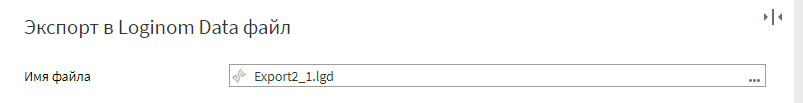 Экспорт в Loginom Data файл
Имя файла Export2_1.lgd ...